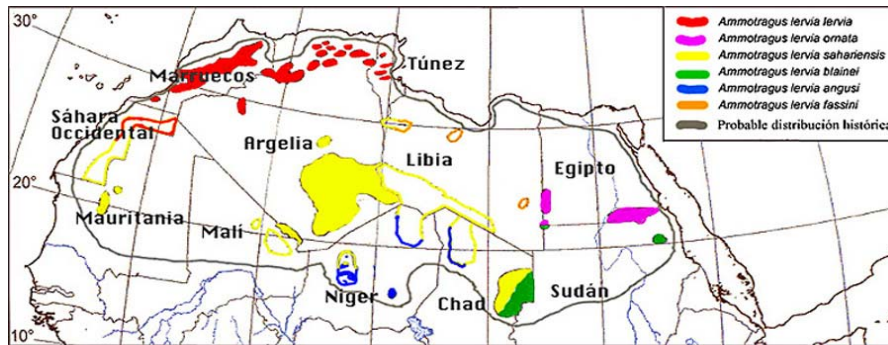 30°
20°
10°
Marruecos
Túnez
Sáhara
Occidental
Argelia
Libia
Egipto
Mauritania
Malí
Níger
Chad
Sudán
Ammotragus lervia lervia
Ammotragus lervia ornata
Ammotragus lervia sahariensis
Ammotragus lervia blainei
Ammotragus lervia angusi
Ammotragus lervia fassini
Probable distribución histórica